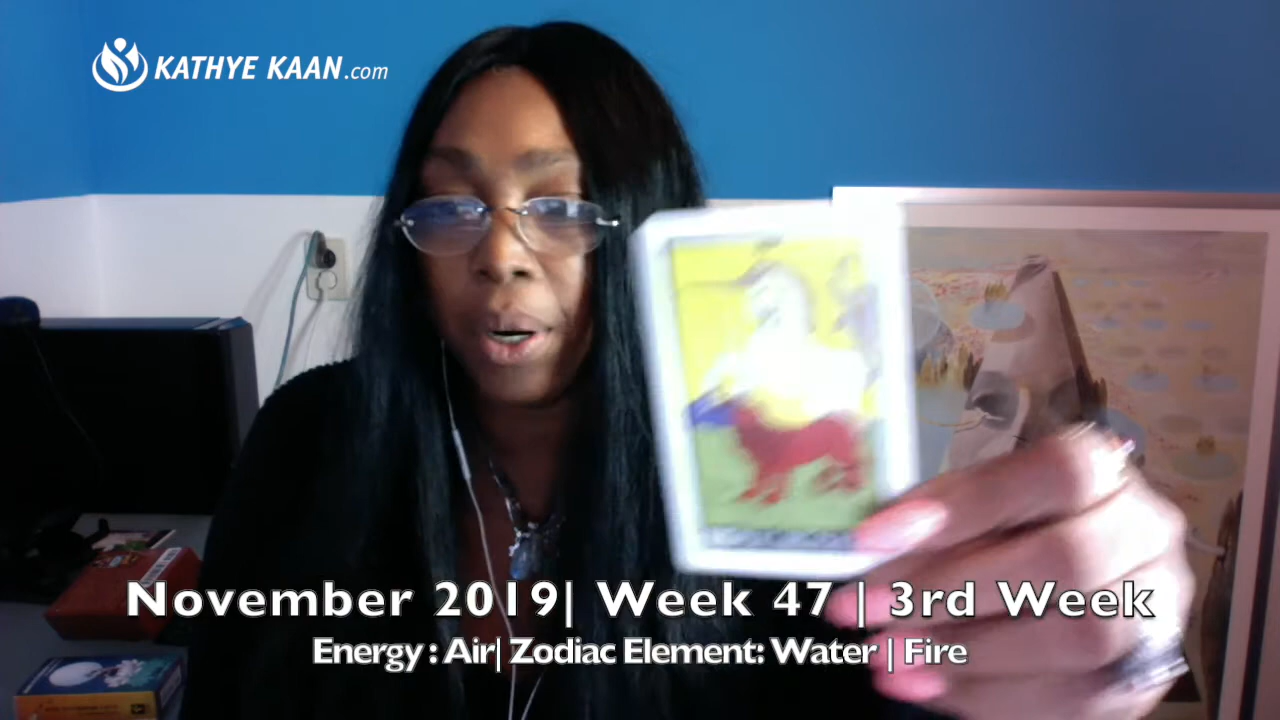 KATHYE KAAN.com
November 2019| Week 47 | 3rd Week
Energy : Air| Zodiac Element: Water | Fire